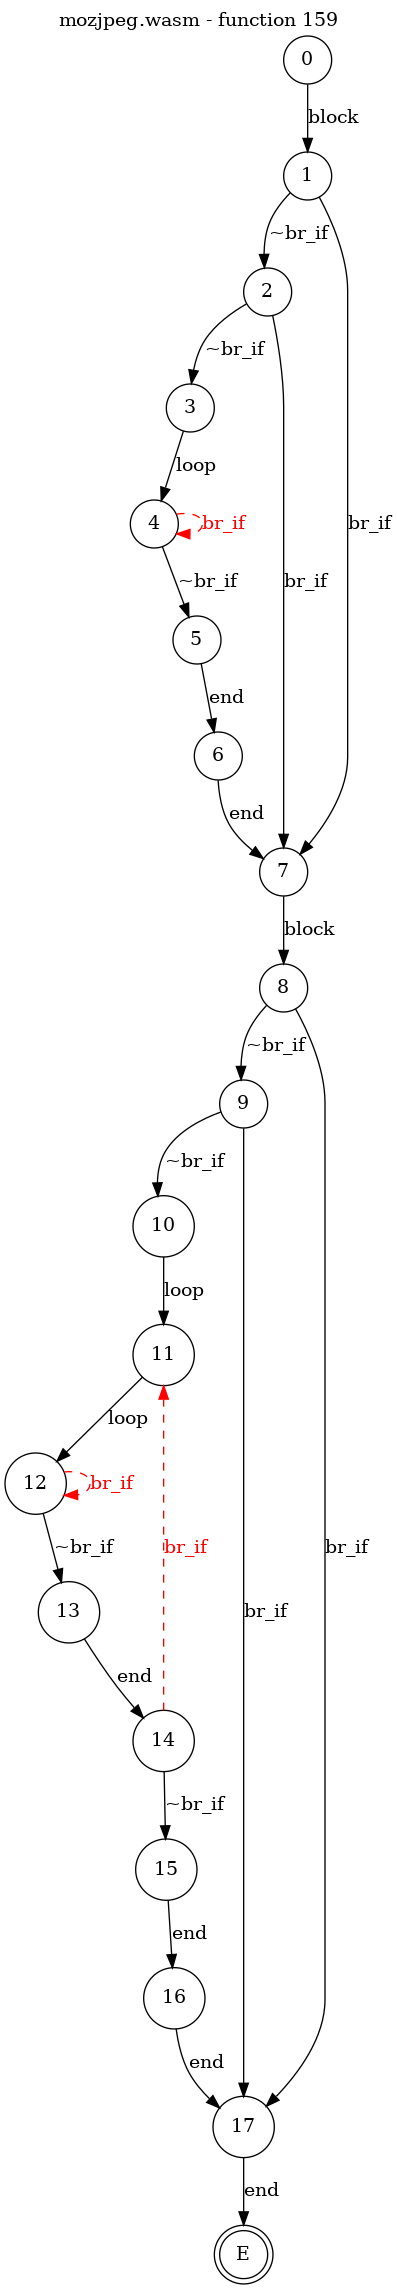 mozjpeg.wasm - function 159
0
block
1
~br_if
2
~br_if
3
loop
4
br_if
br_if
br_if
~br_if
5
end
6
end
7
block
8
~br_if
9
~br_if
10
loop
11
loop
12
br_if
~br_if
br_if
br_if
13
br_if
end
14
~br_if
15
end
16
end
17
end
E